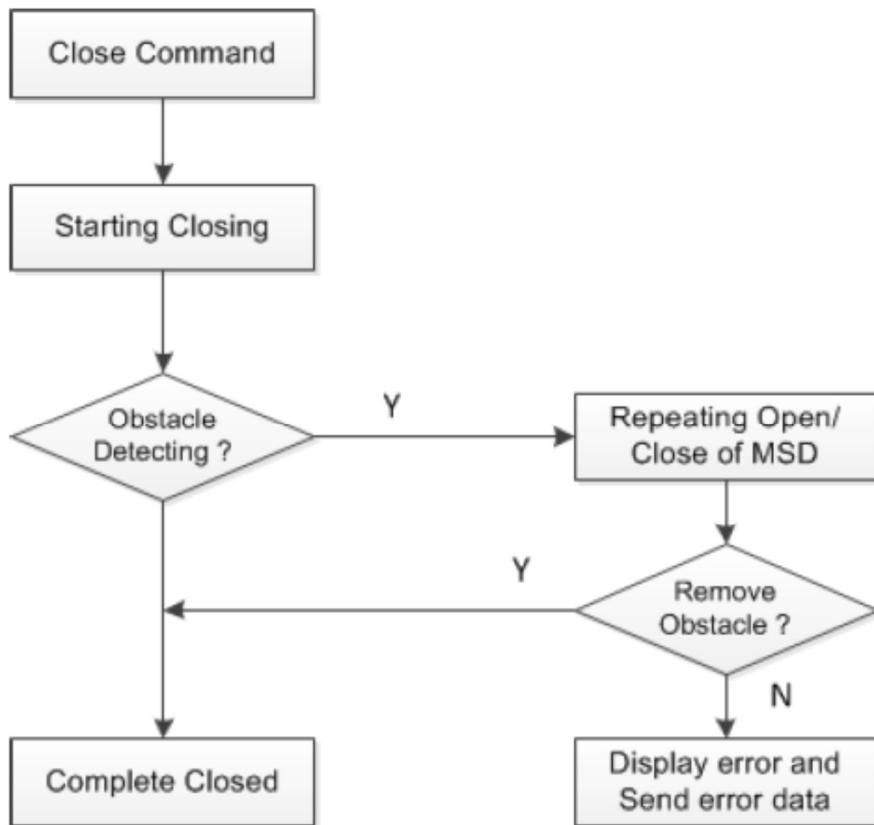 Close Command
Starting Closing
Obstacle
Detecting ?
Y
Repeating Open/
Close of MSD
Y
Remove
Obstacle ?
N
Complete Closed
Display error and
Send error data